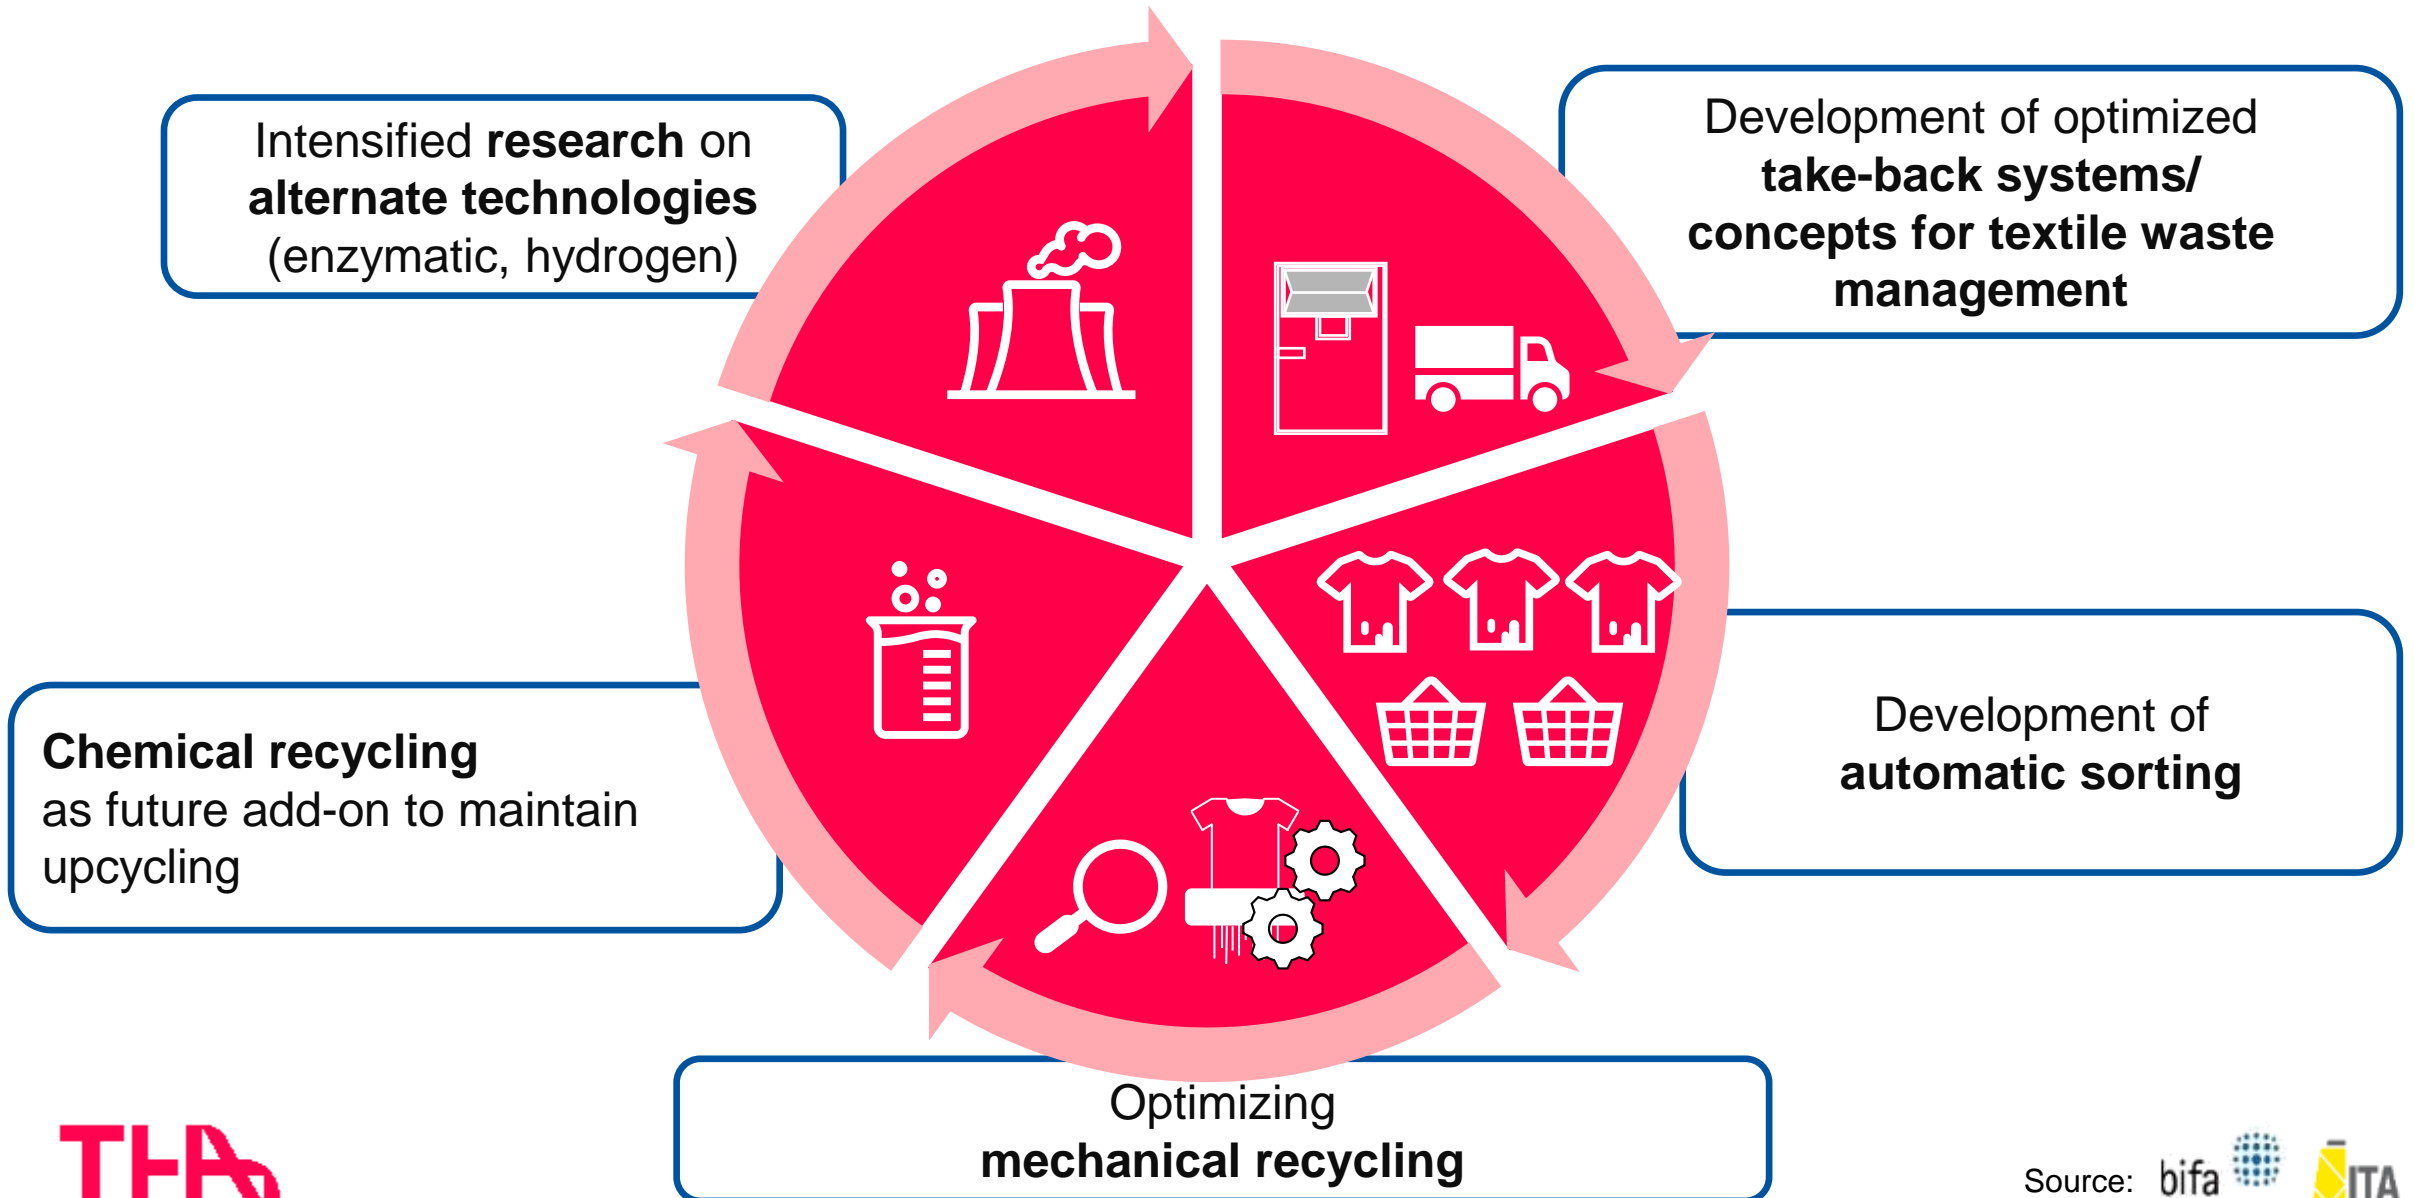 Intensified research on
alternate technologies
(enzymatic, hydrogen)
Development of optimized
take-back systems/
concepts for textile waste
management
Development of
automatic sorting
Chemical recycling
as future add-on to maintain
upcycling
Optimizing
mechanical recycling
THA
Source: bifa ITA